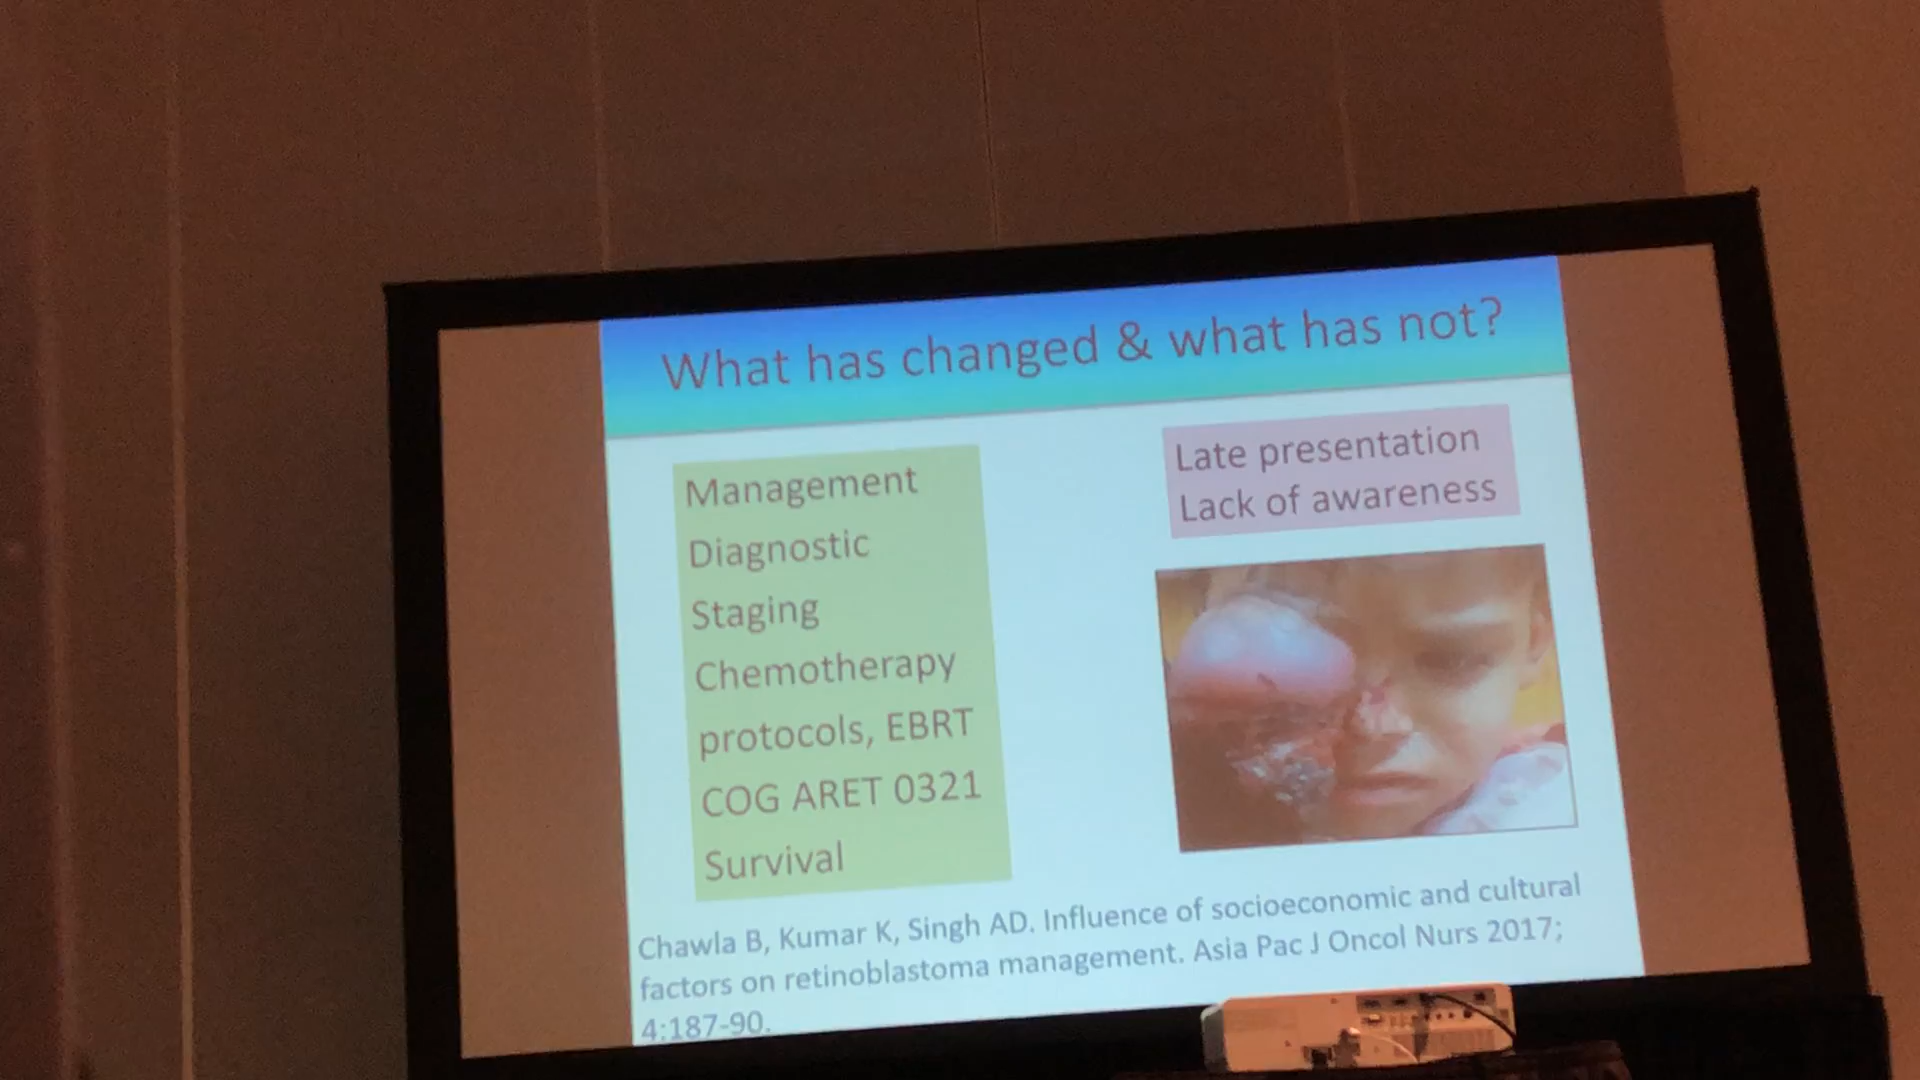 What has changed & what has not?
Management
Diagnostic
Staging
Chemotherapy
protocols, EBRT
COG ARET 0321
Survival
Late presentation
Lack of awareness
Chawla B, Kumar K, Singh AD. Influence of socioeconomic and cultural
factors on retinoblastoma management. Asia Pac J Oncol Nurs 2017;
4:187-90.